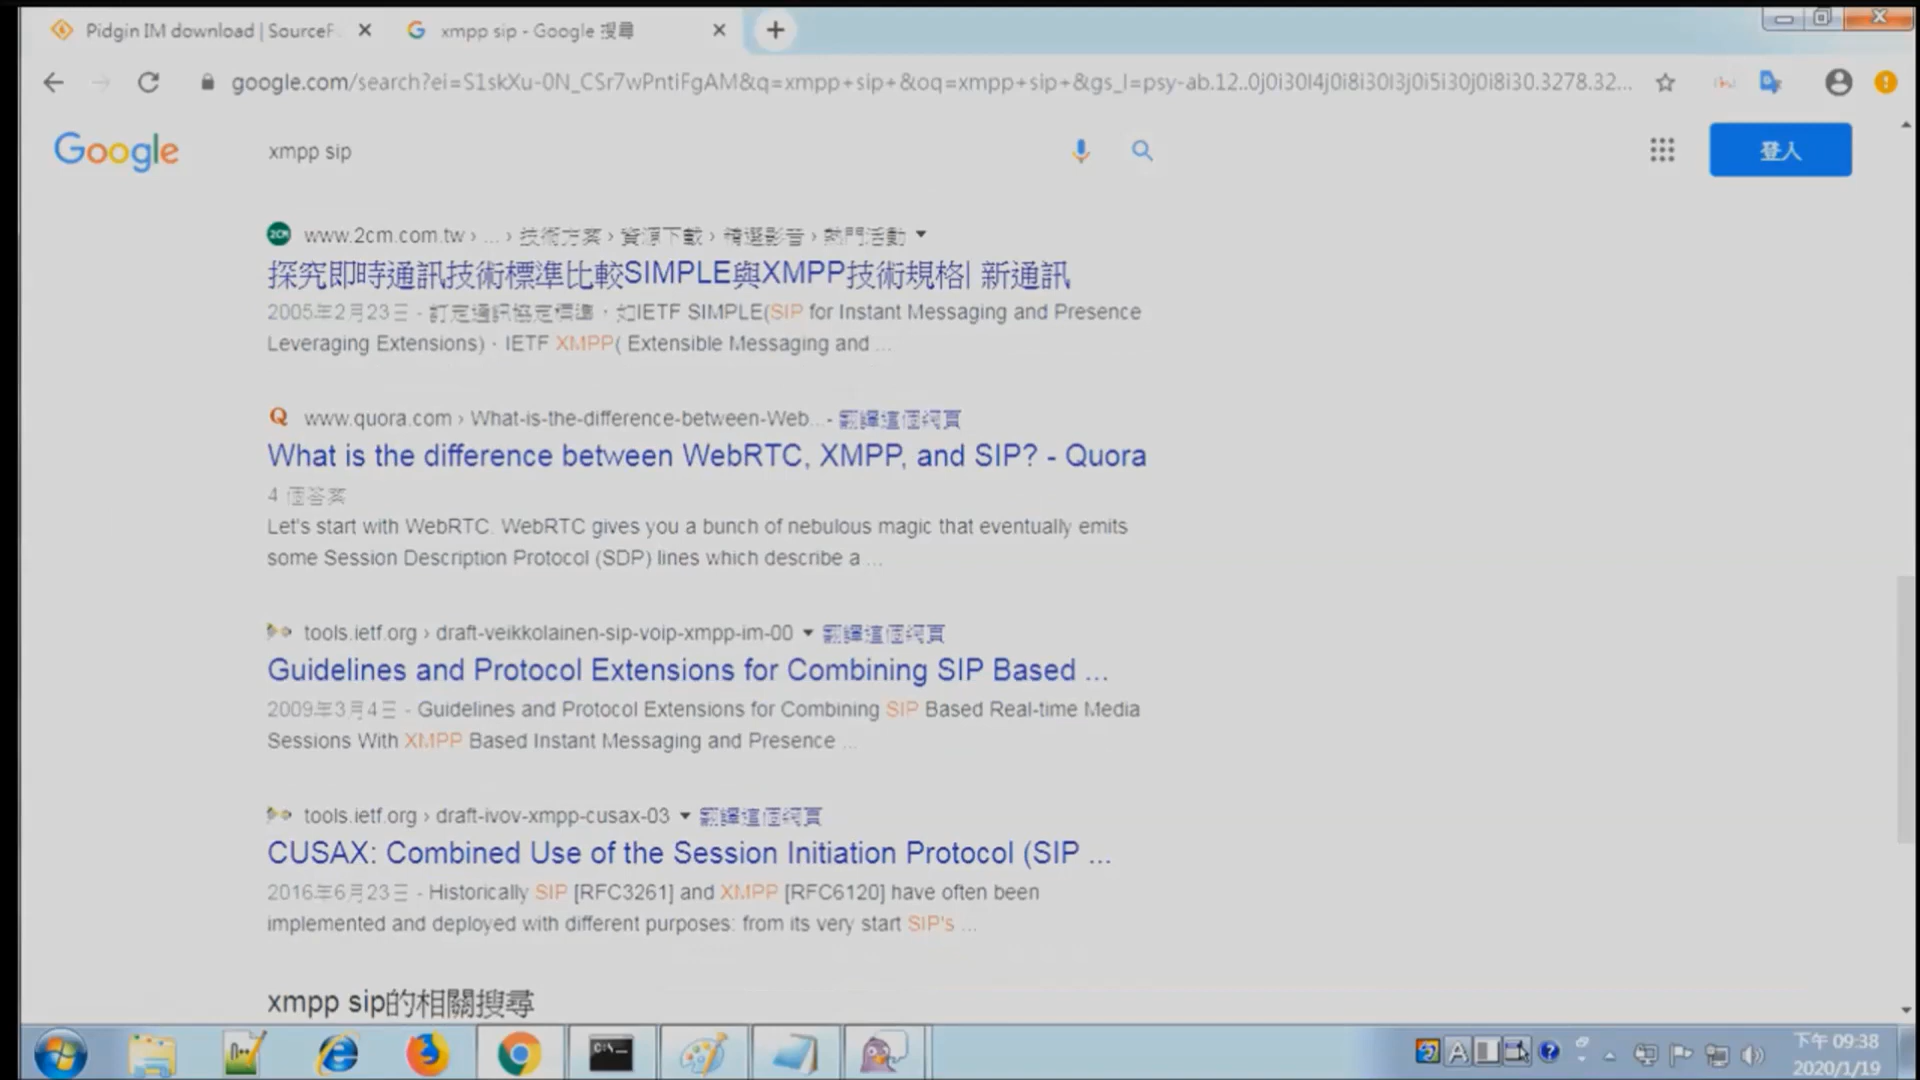 Pidgin IM download | SourceF
xmpp sip - Google 搜尋
google.com/search?ei=S1skXu-0N_CSr7wPntiFgAM&q=xmpp+sip+&oq=xmpp+sip+&gs_l=psy-ab.12..0j0i30l4j0i8i30l3j0i5i30j0i8i30.3278.32...
Google
xmpp sip
登入
www.2cm.com.tw › ... › 技術方案 › 資源下載 › 精選影音 › 熱門活動
探究即時通訊技術標準比較SIMPLE與XMPP技術規格| 新通訊
2005年2月23日 - 訂定通訊協定標準，如IETF SIMPLE(SIP for Instant Messaging and Presence
Leveraging Extensions) · IETF XMPP( Extensible Messaging and ...
www.quora.com › What-is-the-difference-between-Web... - 翻譯這個網頁
What is the difference between WebRTC, XMPP, and SIP? - Quora
4 個答案
Let's start with WebRTC. WebRTC gives you a bunch of nebulous magic that eventually emits
some Session Description Protocol (SDP) lines which describe a ...
tools.ietf.org › draft-veikkolainen-sip-voip-xmpp-im-00 翻譯這個網頁
Guidelines and Protocol Extensions for Combining SIP Based ...
2009年3月4日 - Guidelines and Protocol Extensions for Combining SIP Based Real-time Media
Sessions With XMPP Based Instant Messaging and Presence ...
tools.ietf.org › draft-ivov-xmpp-cusax-03 翻譯這個網頁
CUSAX: Combined Use of the Session Initiation Protocol (SIP ...
2016年6月23日 - Historically SIP [RFC3261] and XMPP [RFC6120] have often been
implemented and deployed with different purposes: from its very start SIP's ...
xmpp sip的相關搜尋
下午 09:38
2020/1/19